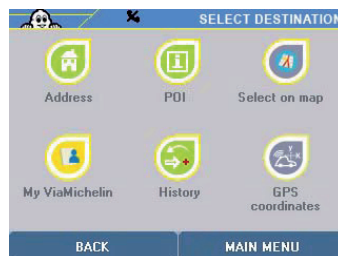 SELECT DESTINATION
Address POI Select on map
My ViaMichelin History GPS
coordinates
BACK MAIN MENU